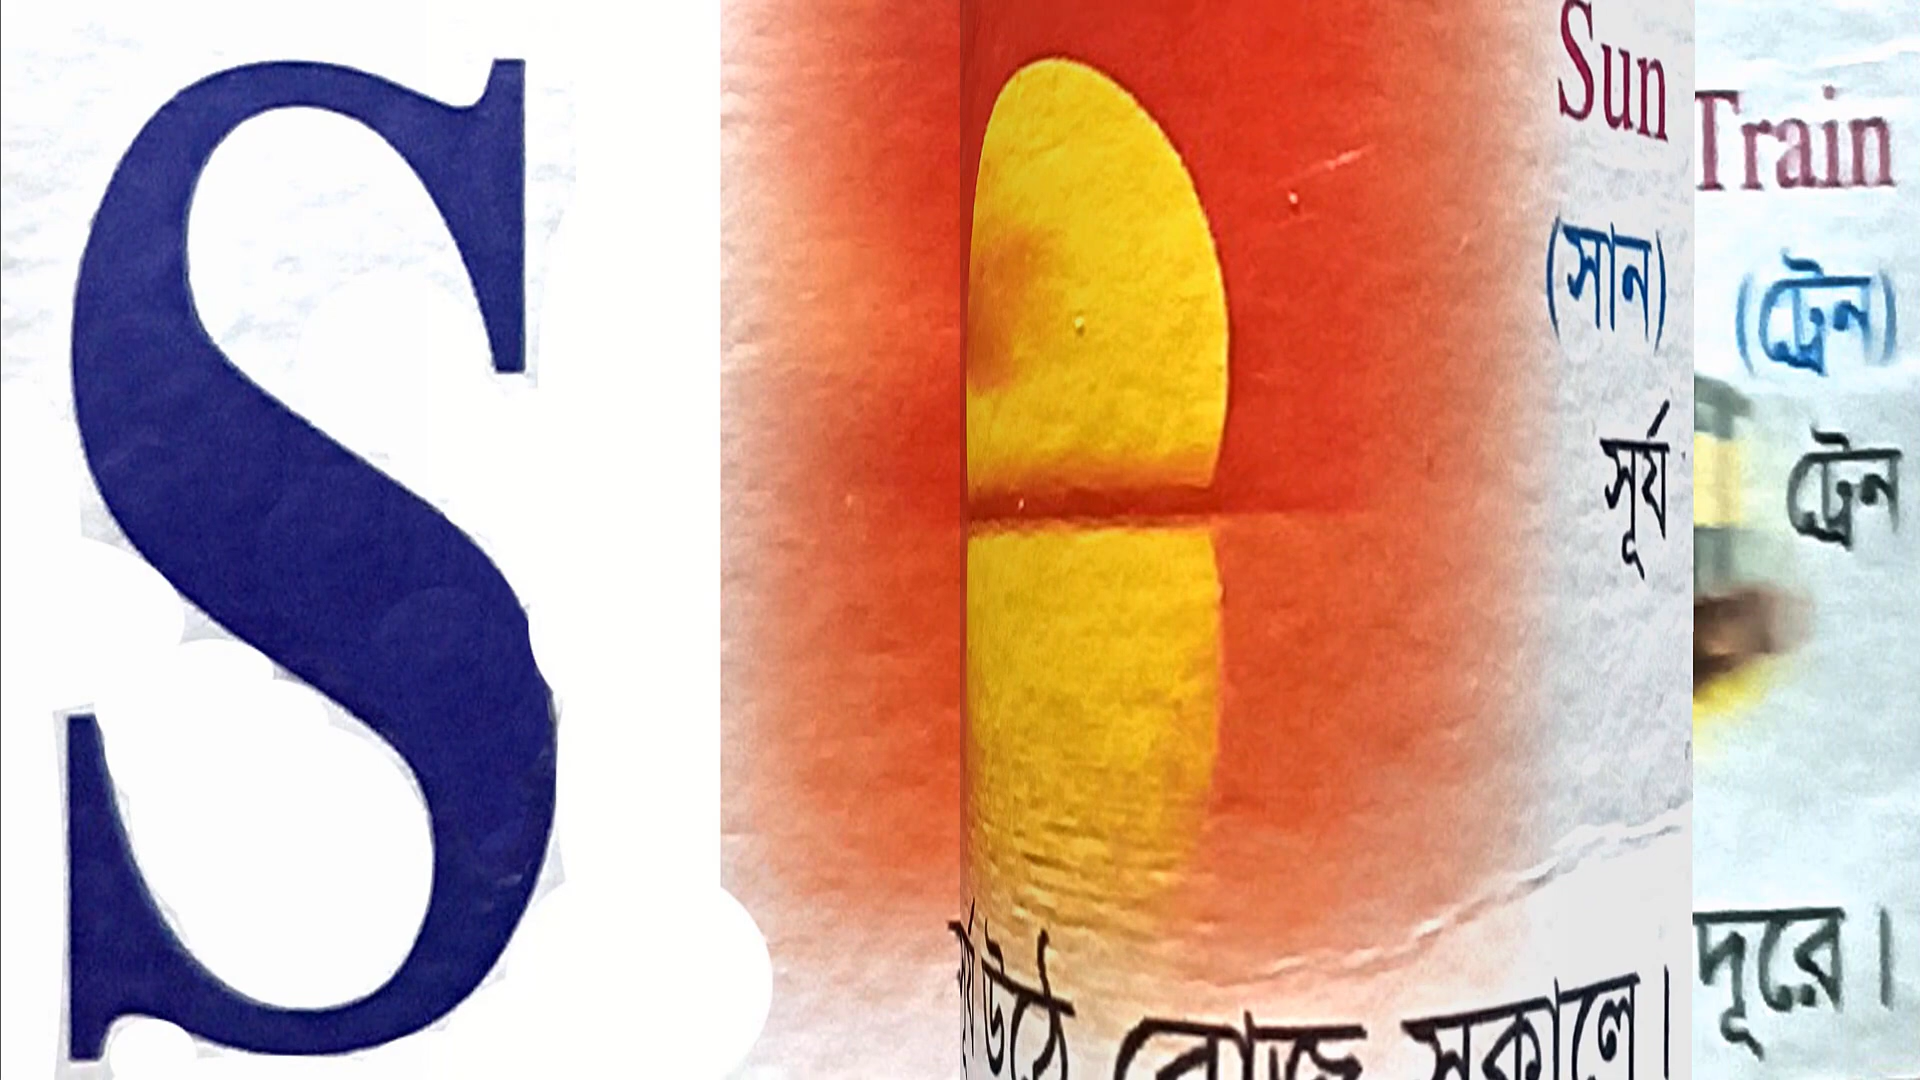 S
Sun
(সান)
সূর্য
উঠে রোজ সকালে।
Train
(ট্রেন)
ট্রেন
দূরে।